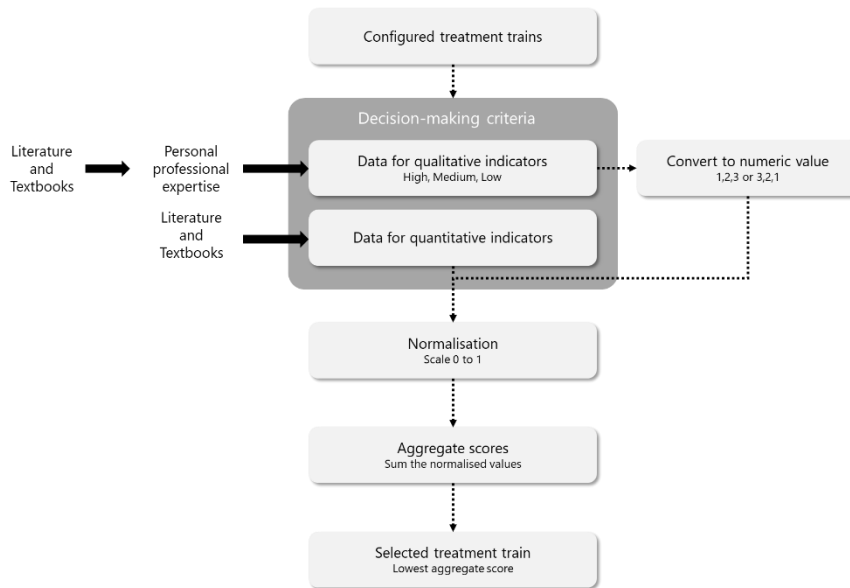 Configured treatment trains
Decision-making criteria
Literature
and
Textbooks
Personal
professional
expertise
Data for qualitative indicators
High, Medium, Low
Convert to numeric value
1,2,3 or 3,2,1
Literature
and
Textbooks
Data for quantitative indicators
Normalisation
Scale 0 to 1
Aggregate scores
Sum the normalised values
Selected treatment train
Lowest aggregate score